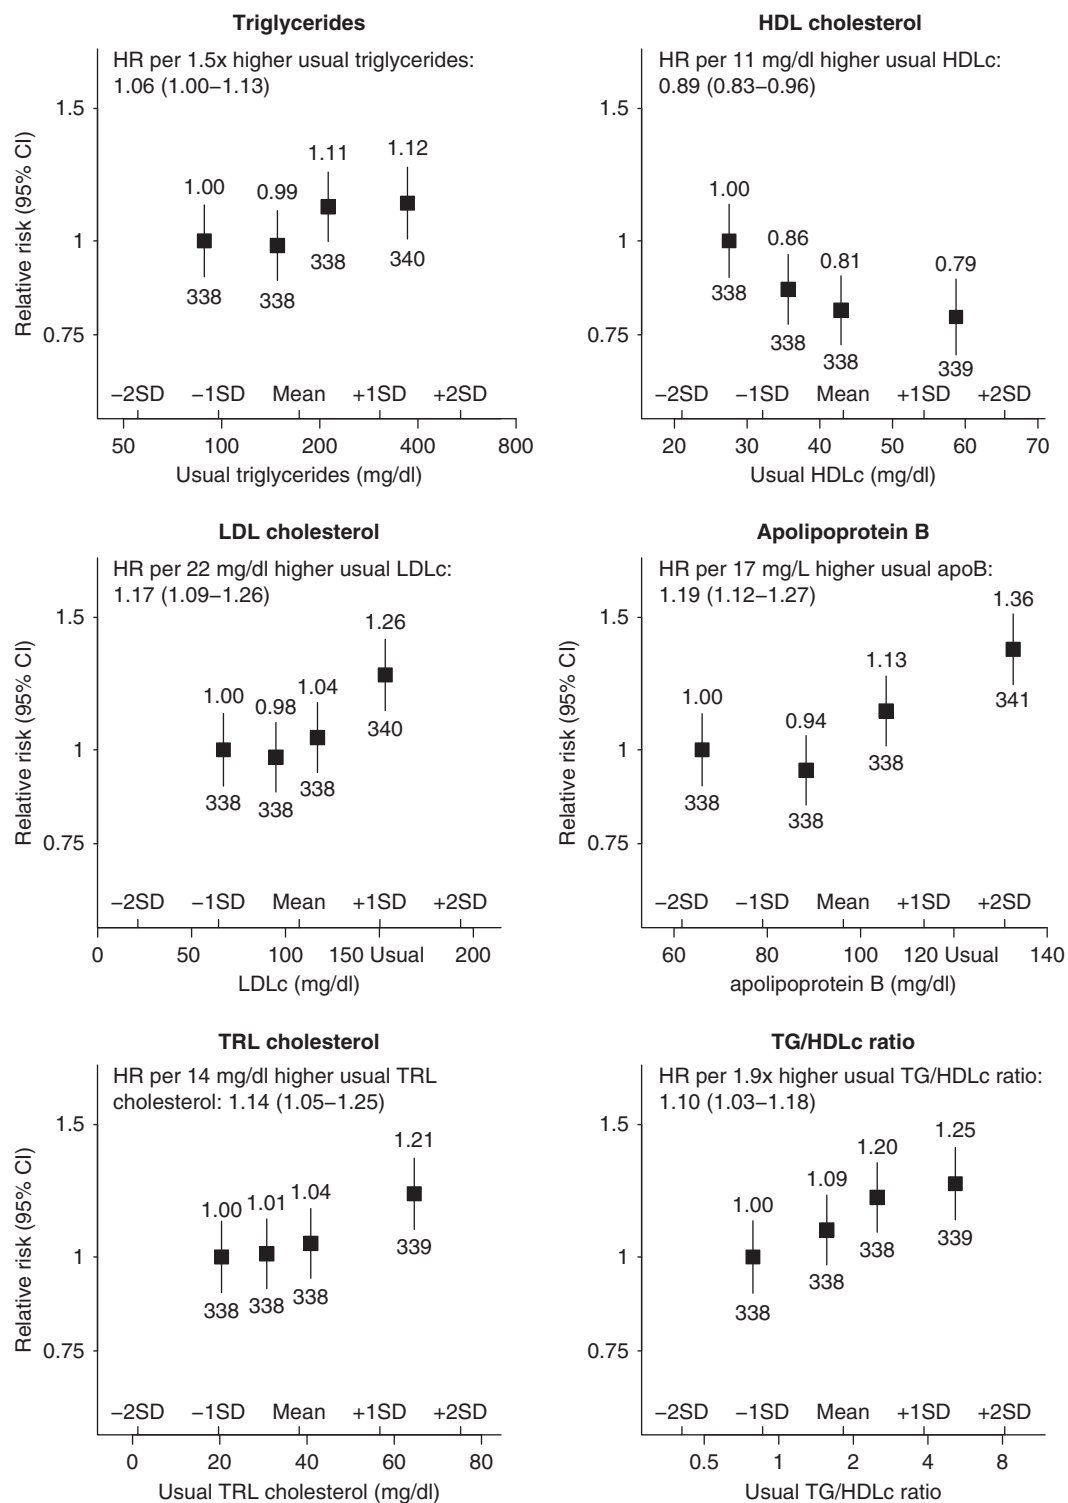 Triglycerides
HR per 1.5x higher usual triglycerides:
1.06 (1.00–1.13)
Relative risk (95% CI)
1.5
1
0.75
1.00
0.99
1.11
1.12
338
338
338
340
−2SD −1SD Mean +1SD +2SD
50 100 200 400 800
Usual triglycerides (mg/dl)
HDL cholesterol
HR per 11 mg/dl higher usual HDLc:
0.89 (0.83–0.96)
1.5
1
0.75
1.00
0.86
0.81
0.79
338
338
338
339
−2SD −1SD Mean +1SD +2SD
20 30 40 50 60 70
Usual HDLc (mg/dl)
LDL cholesterol
HR per 22 mg/dl higher usual LDLc:
1.17 (1.09–1.26)
Relative risk (95% CI)
1.5
1
0.75
1.00
0.98
1.04
1.26
338
338
338
340
−2SD −1SD Mean +1SD +2SD
0 50 100 150 Usual 200
LDLc (mg/dl)
Apolipoprotein B
HR per 17 mg/L higher usual apoB:
1.19 (1.12–1.27)
Relative risk (95% CI)
1.5
1
0.75
1.00
0.94
1.13
1.36
338
338
338
341
−2SD −1SD Mean +1SD +2SD
60 80 100 120 Usual 140
apolipoprotein B (mg/dl)
TRL cholesterol
HR per 14 mg/dl higher usual TRL
cholesterol: 1.14 (1.05–1.25)
Relative risk (95% CI)
1.5
1
0.75
1.00
1.01
1.04
1.21
338
338
338
339
−2SD −1SD Mean +1SD +2SD
0 20 40 60 80
Usual TRL cholesterol (mg/dl)
TG/HDLc ratio
HR per 1.9x higher usual TG/HDLc ratio:
1.10 (1.03–1.18)
1.5
1
0.75
1.00
1.09
1.20
1.25
338
338
338
339
−2SD −1SD Mean +1SD +2SD
0.5 1 2 4 8
Usual TG/HDLc ratio